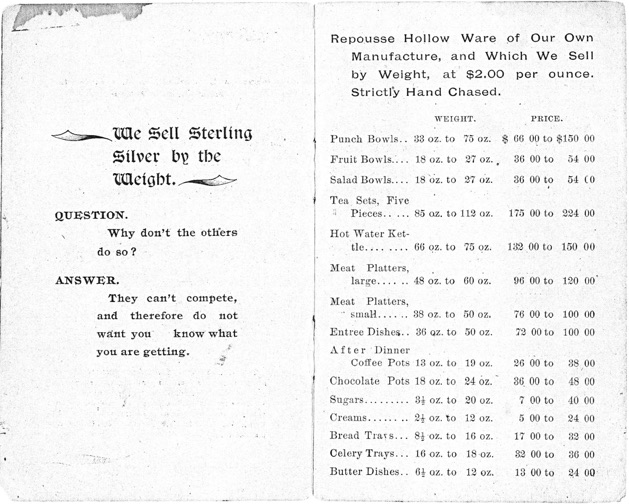 We Sell Sterling
Silver by the
Weight.
QUESTION.
Why don't the others
do so?
ANSWER.
They can't compete,
and therefore do not
want you know what
you are getting.
Repousse Hollow Ware of Our Own
Manufacture, and Which We Sell
by Weight, at $2.00 per ounce.
Strictly Hand Chased.
WEIGHT. PRICE.
Punch Bowls.. 33 oz. to 75 oz. $ 66 00 to $150 00
Fruit Bowls.... 18 oz. to 27 oz. 36 00 to 54 00
Salad Bowls.... 18 oz. to 27 oz. 36 00 to 54 00
Tea Sets, Five
Pieces...... 85 oz. to 112 oz. 175 00 to 224 00
Hot Water Ket-
tle........ 66 oz. to 75 oz. 132 00 to 150 00
Meat Platters,
large...... 48 oz. to 60 oz. 96 00 to 120 00
Meat Platters,
small...... 38 oz. to 50 oz. 76 00 to 100 00
Entree Dishes.. 36 oz. to 50 oz. 72 00 to 100 00
After Dinner
Coffee Pots 13 oz. to 19 oz. 26 00 to 38 00
Chocolate Pots 18 oz. to 24 oz. 36 00 to 48 00
Sugars......... 3½ oz. to 20 oz. 7 00 to 40 00
Creams........ 2½ oz. to 12 oz. 5 00 to 24 00
Bread Trays... 8½ oz. to 16 oz. 17 00 to 32 00
Celery Trays... 16 oz. to 18 oz. 32 00 to 36 00
Butter Dishes.. 6½ oz. to 12 oz. 13 00 to 24 00